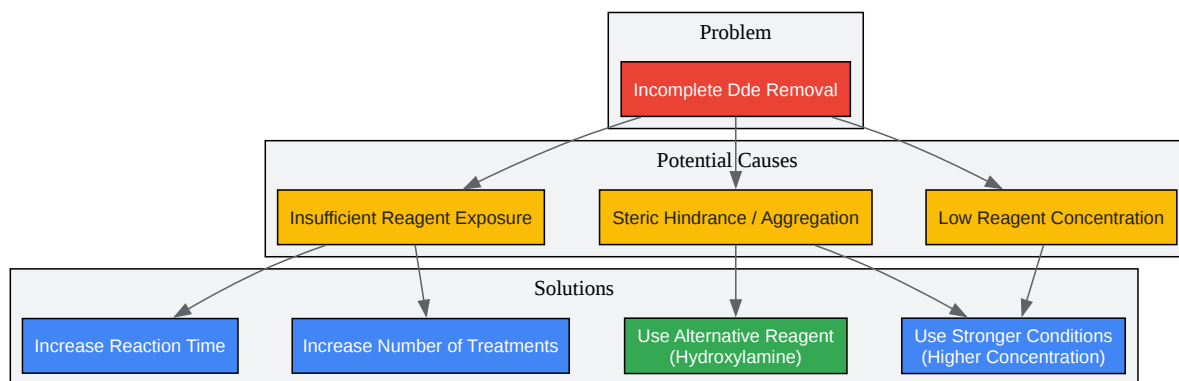 Problem
Incomplete Dde Removal
Potential Causes
Insufficient Reagent Exposure
Steric Hindrance / Aggregation
Low Reagent Concentration
Solutions
Increase Reaction Time
Increase Number of Treatments
Use Alternative Reagent
(Hydroxylamine)
Use Stronger Conditions
(Higher Concentration)